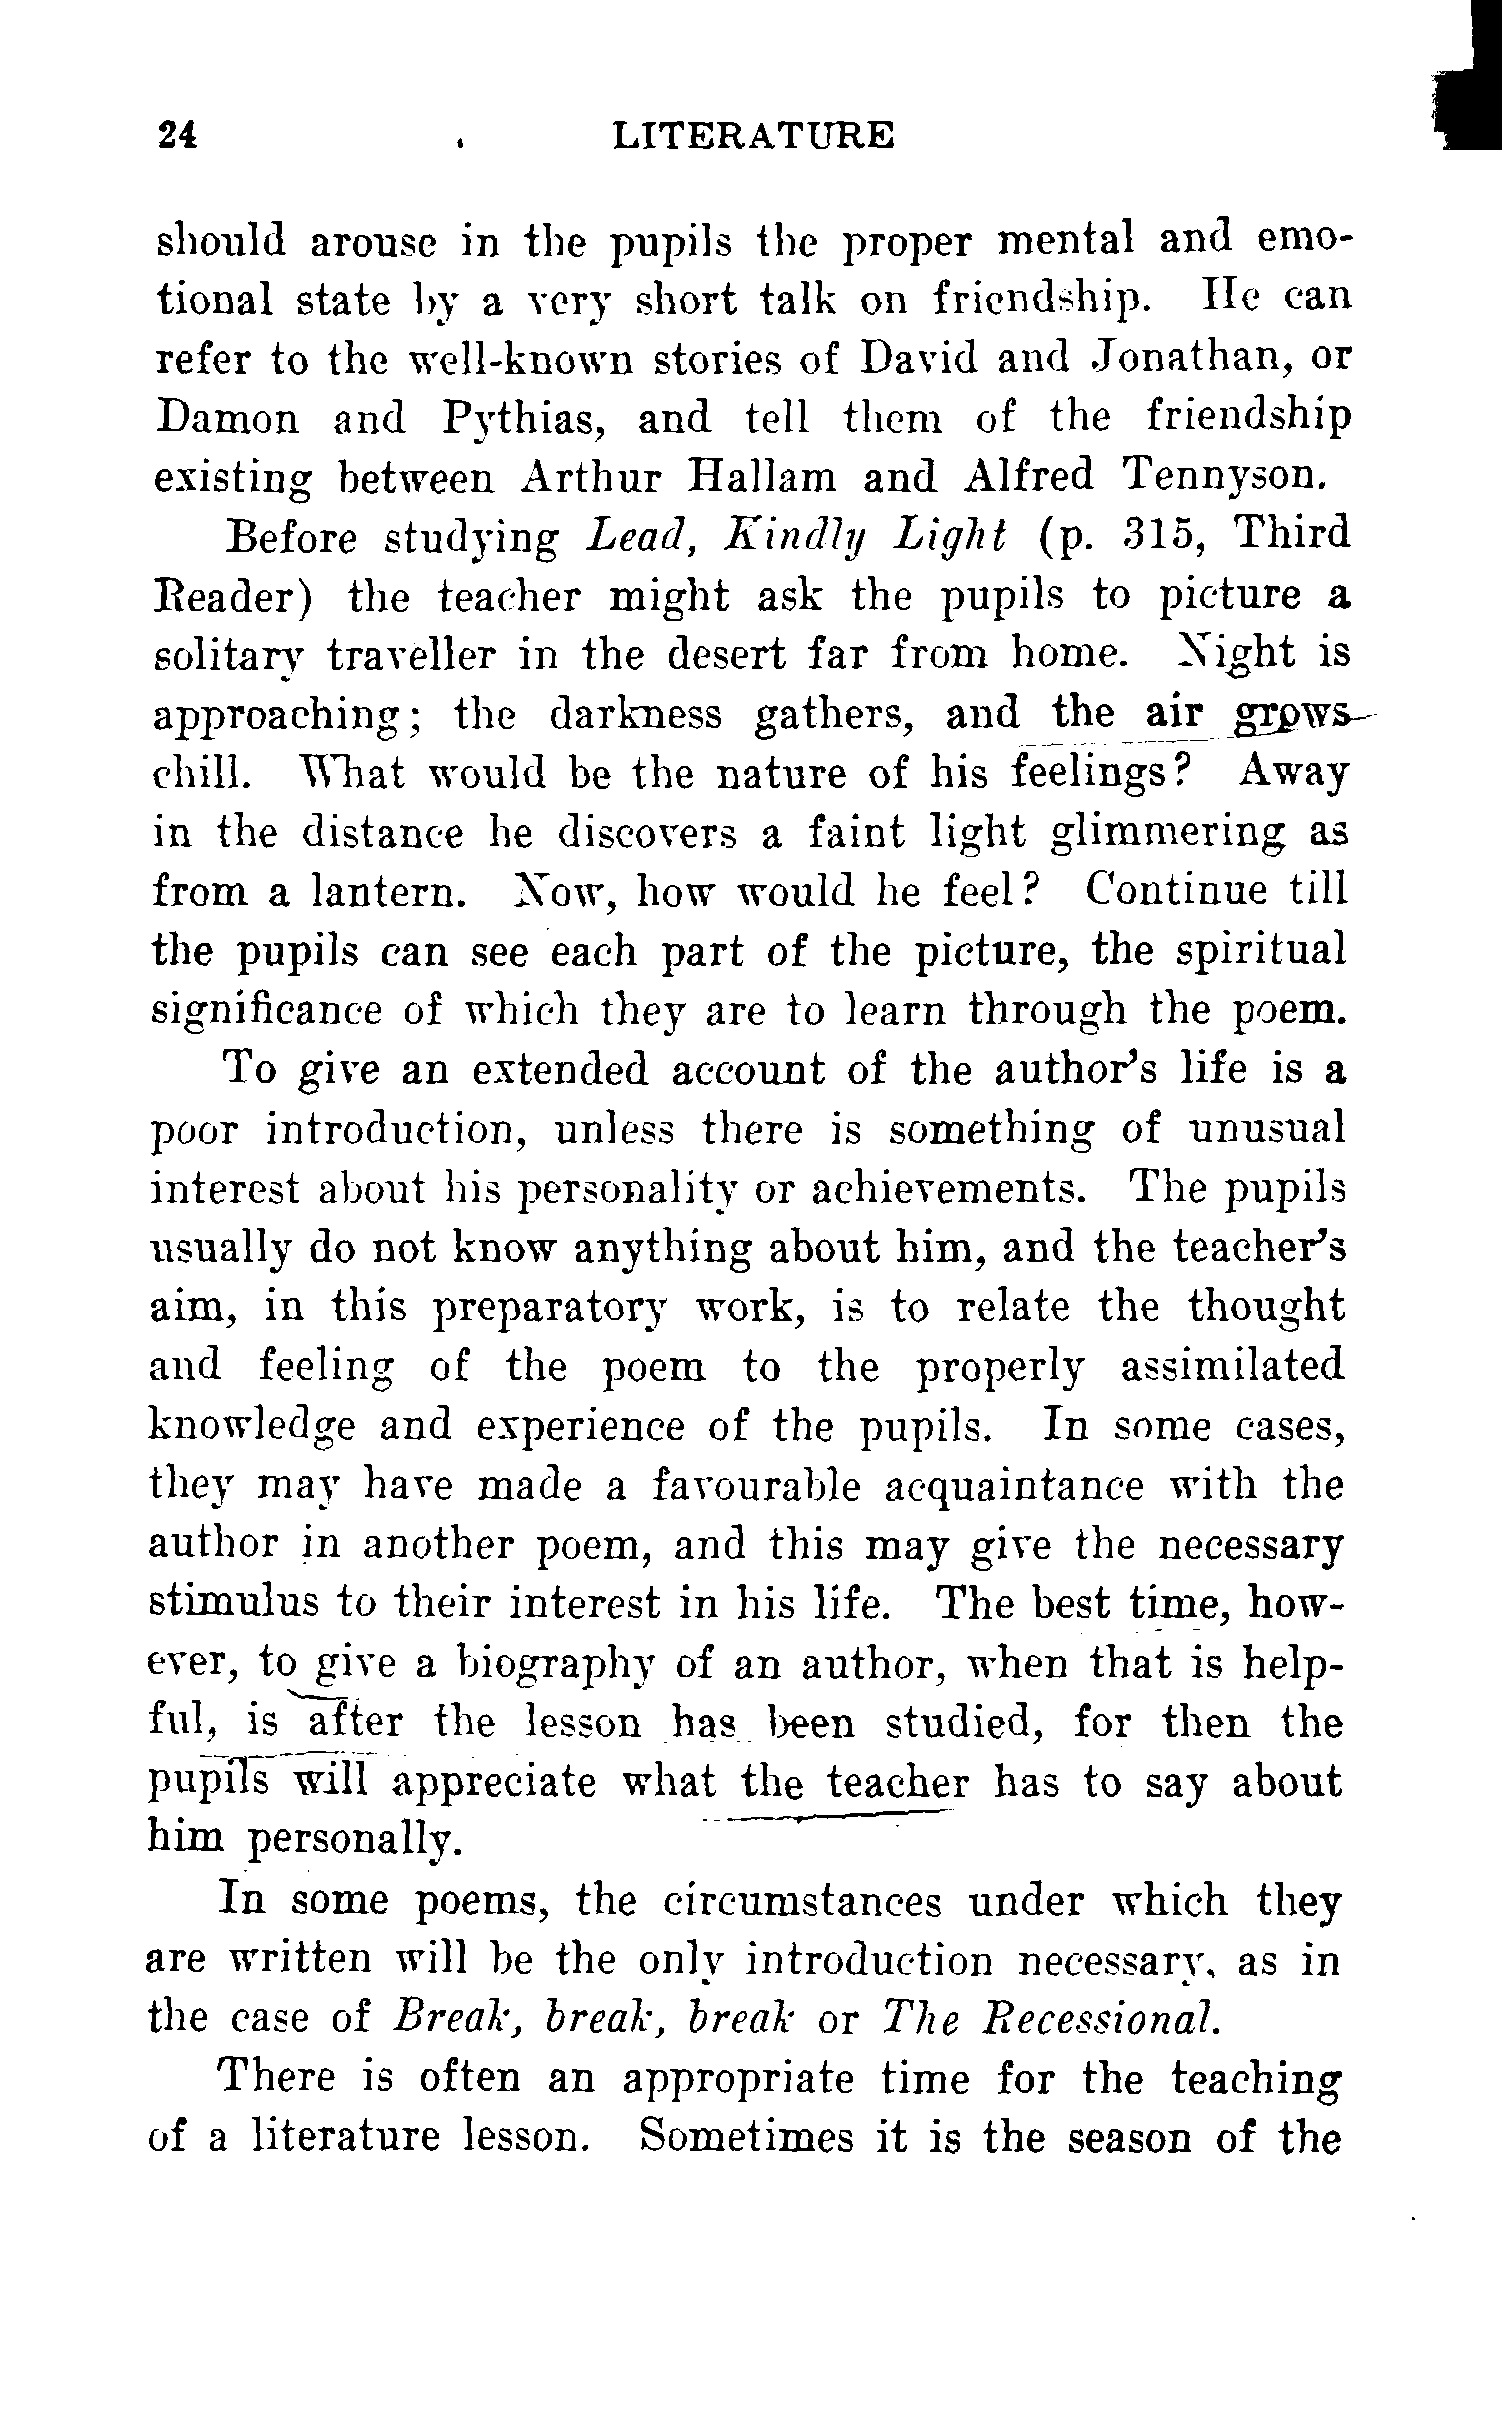 24 LITERATURE
should arouse in the pupils the proper mental and emo-
tional state by a very short talk on friendship. He can
refer to the well-known stories of David and Jonathan, or
Damon and Pythias, and tell them of the friendship
existing between Arthur Hallam and Alfred Tennyson.
Before studying Lead, Kindly Light (p. 315, Third
Reader) the teacher might ask the pupils to picture a
solitary traveller in the desert far from home. Night is
approaching; the darkness gathers, and the air grows
chill. What would be the nature of his feelings? Away
in the distance he discovers a faint light glimmering as
from a lantern. Now, how would he feel? Continue till
the pupils can see each part of the picture, the spiritual
significance of which they are to learn through the poem.
To give an extended account of the author's life is a
poor introduction, unless there is something of unusual
interest about his personality or achievements. The pupils
usually do not know anything about him, and the teacher's
aim, in this preparatory work, is to relate the thought
and feeling of the poem to the properly assimilated
knowledge and experience of the pupils. In some cases,
they may have made a favourable acquaintance with the
author in another poem, and this may give the necessary
stimulus to their interest in his life. The best time, how-
ever, to give a biography of an author, when that is help-
ful, is after the lesson has been studied, for then the
pupils will appreciate what the teacher has to say about
him personally.
In some poems, the circumstances under which they
are written will be the only introduction necessary, as in
the case of Break, break, break or The Recessional.
There is often an appropriate time for the teaching
of a literature lesson. Sometimes it is the season of the